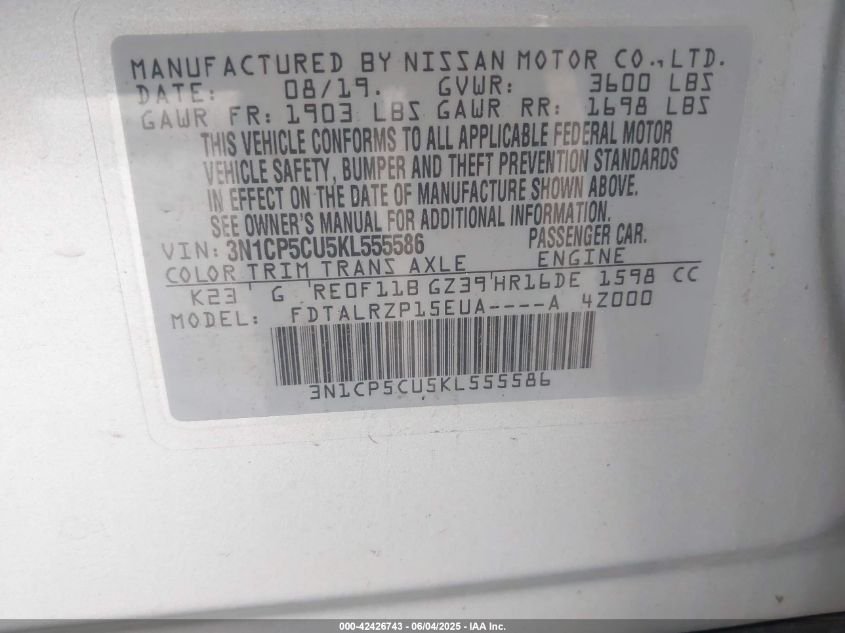 MANUFACTURED BY NISSAN MOTOR CO., LTD.
DATE: 08/19. GVWR: 3600 LBS
GAWR FR: 1903 LBS GAWR RR: 1698 LBS
THIS VEHICLE CONFORMS TO ALL APPLICABLE FEDERAL MOTOR
VEHICLE SAFETY, BUMPER AND THEFT PREVENTION STANDARDS
IN EFFECT ON THE DATE OF MANUFACTURE SHOWN ABOVE.
SEE OWNER'S MANUAL FOR ADDITIONAL INFORMATION.
VIN: 3N1CP5CU5KL555586 PASSENGER CAR.
COLOR TRIM TRANS AXLE ENGINE
K23 ' G ' RE0F11B GZ39 ' HR16DE 1598 CC
MODEL: FDTALRZP15EUA----A 4Z000
3N1CP5CU5KL555586
000-42426743 | 06/04/2025 - IAA Inc.